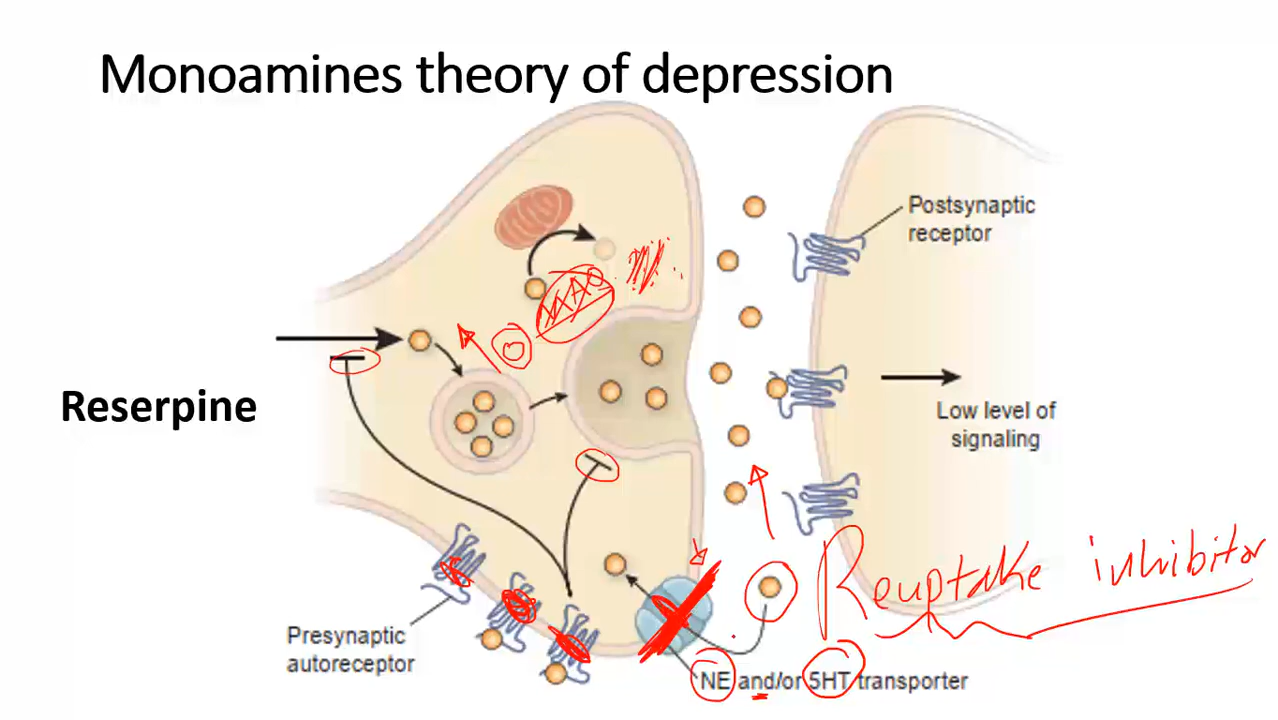 Monoamines theory of depression
Postsynaptic
receptor
MAO
Reserpine
Low level of
signaling
Reuptake inhibitor
Presynaptic
autoreceptor
NE and/or 5HT transporter